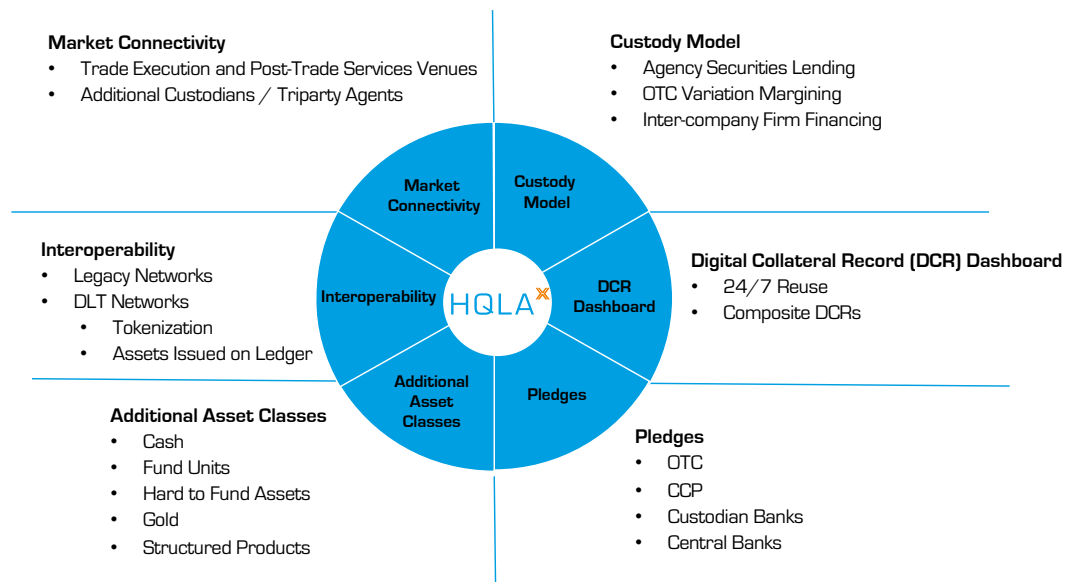 Market Connectivity
• Trade Execution and Post-Trade Services Venues
• Additional Custodians / Triparty Agents
Custody Model
• Agency Securities Lending
• OTC Variation Margining
• Inter-company Firm Financing
Market
Connectivity
Custody
Model
Interoperability
• Legacy Networks
• DLT Networks
• Tokenization
• Assets Issued on Ledger
Interoperability
HQLAX
DCR
Dashboard
Digital Collateral Record (DCR) Dashboard
• 24/7 Reuse
• Composite DCRs
Additional
Asset
Classes
Pledges
Additional Asset Classes
• Cash
• Fund Units
• Hard to Fund Assets
• Gold
• Structured Products
Pledges
• OTC
• CCP
• Custodian Banks
• Central Banks